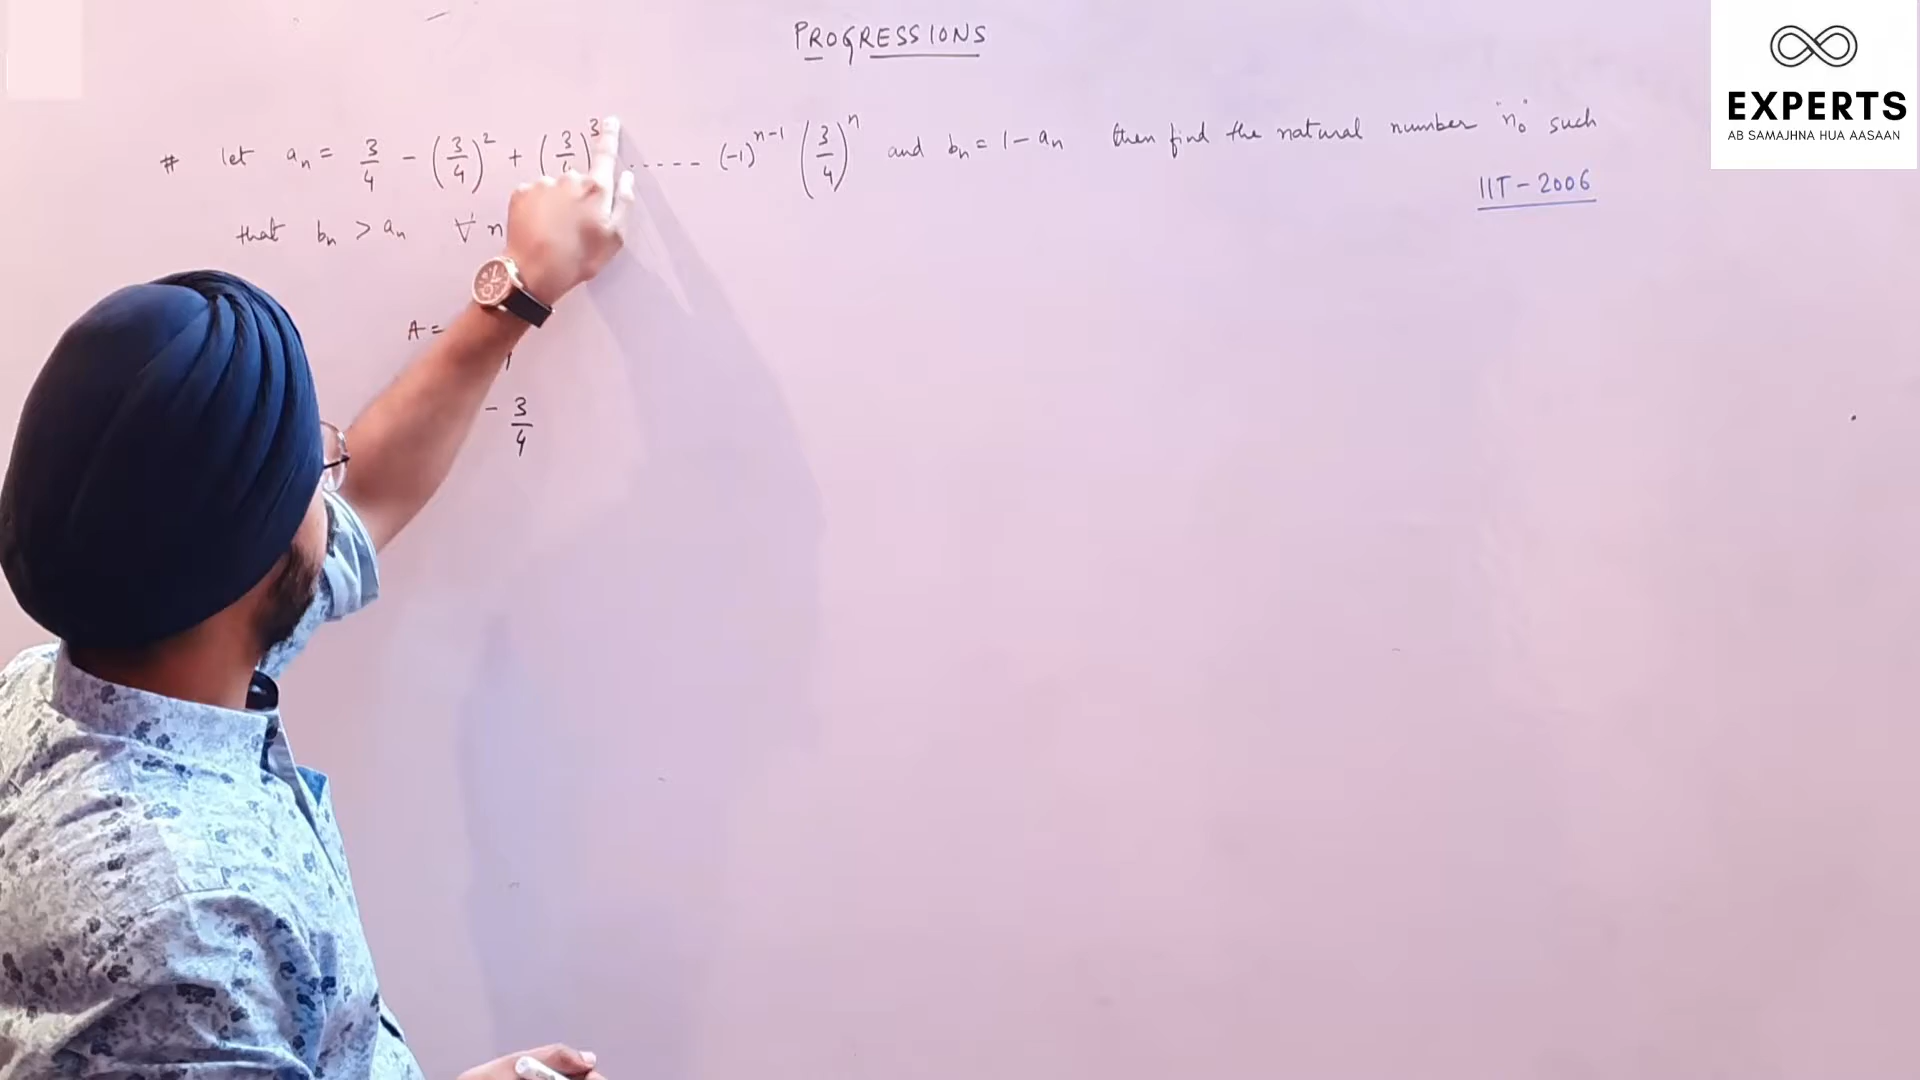 PROGRESSIONS
# let aₙ = 3/4 - (3/4)² + (3/4)³ ...... (-1)ⁿ⁻¹ (3/4)ⁿ and bₙ = 1 - aₙ then find the natural number "n₀" such
that bₙ > aₙ ∀ n
IIT - 2006
A =
- 3/4
EXPERTS
AB SAMAJHNA HUA AASAAN